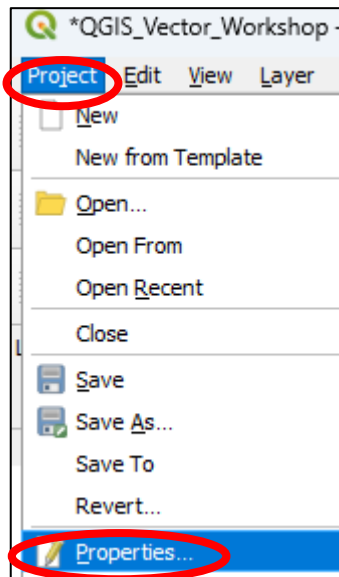 *QGIS_Vector_Workshop -
Project Edit View Layer
New
New from Template
Open...
Open From
Open Recent
Close
Save
Save As...
Save To
Revert...
Properties...